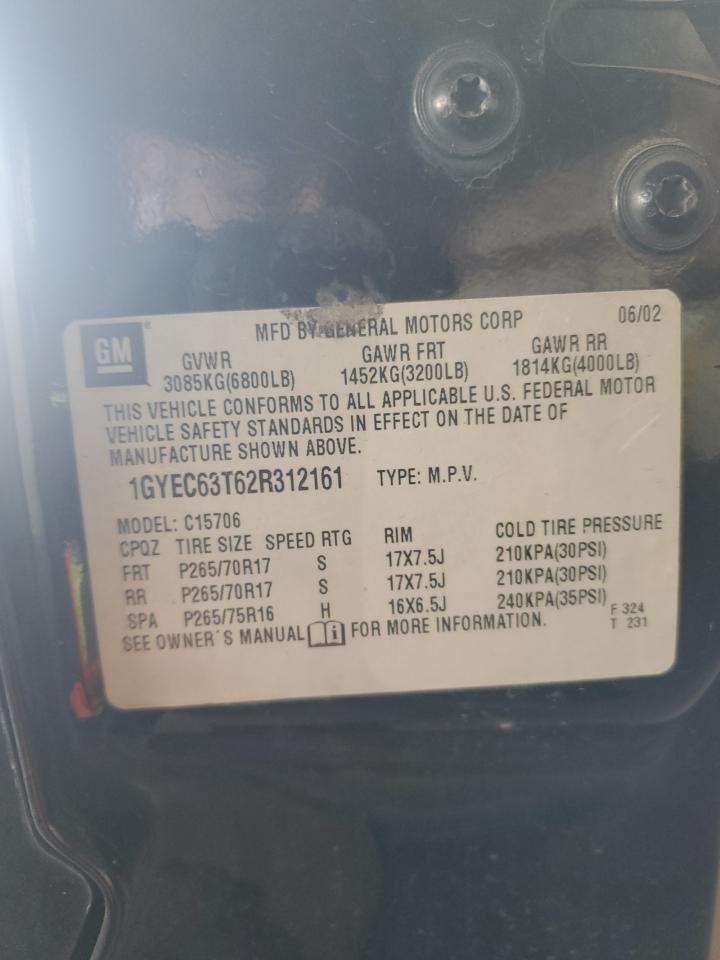 GM ®
MFD BY GENERAL MOTORS CORP 06/02
GVWR GAWR FRT GAWR RR
3085KG(6800LB) 1452KG(3200LB) 1814KG(4000LB)
THIS VEHICLE CONFORMS TO ALL APPLICABLE U.S. FEDERAL MOTOR
VEHICLE SAFETY STANDARDS IN EFFECT ON THE DATE OF
MANUFACTURE SHOWN ABOVE.
1GYEC63T62R312161 TYPE: M.P.V.
MODEL: C15706
CPQZ TIRE SIZE SPEED RTG RIM COLD TIRE PRESSURE
FRT P265/70R17 S 17X7.5J 210KPA(30PSI)
RR P265/70R17 S 17X7.5J 210KPA(30PSI)
SPA P265/75R16 H 16X6.5J 240KPA(35PSI)
SEE OWNER'S MANUAL i FOR MORE INFORMATION.
F 324
T 231